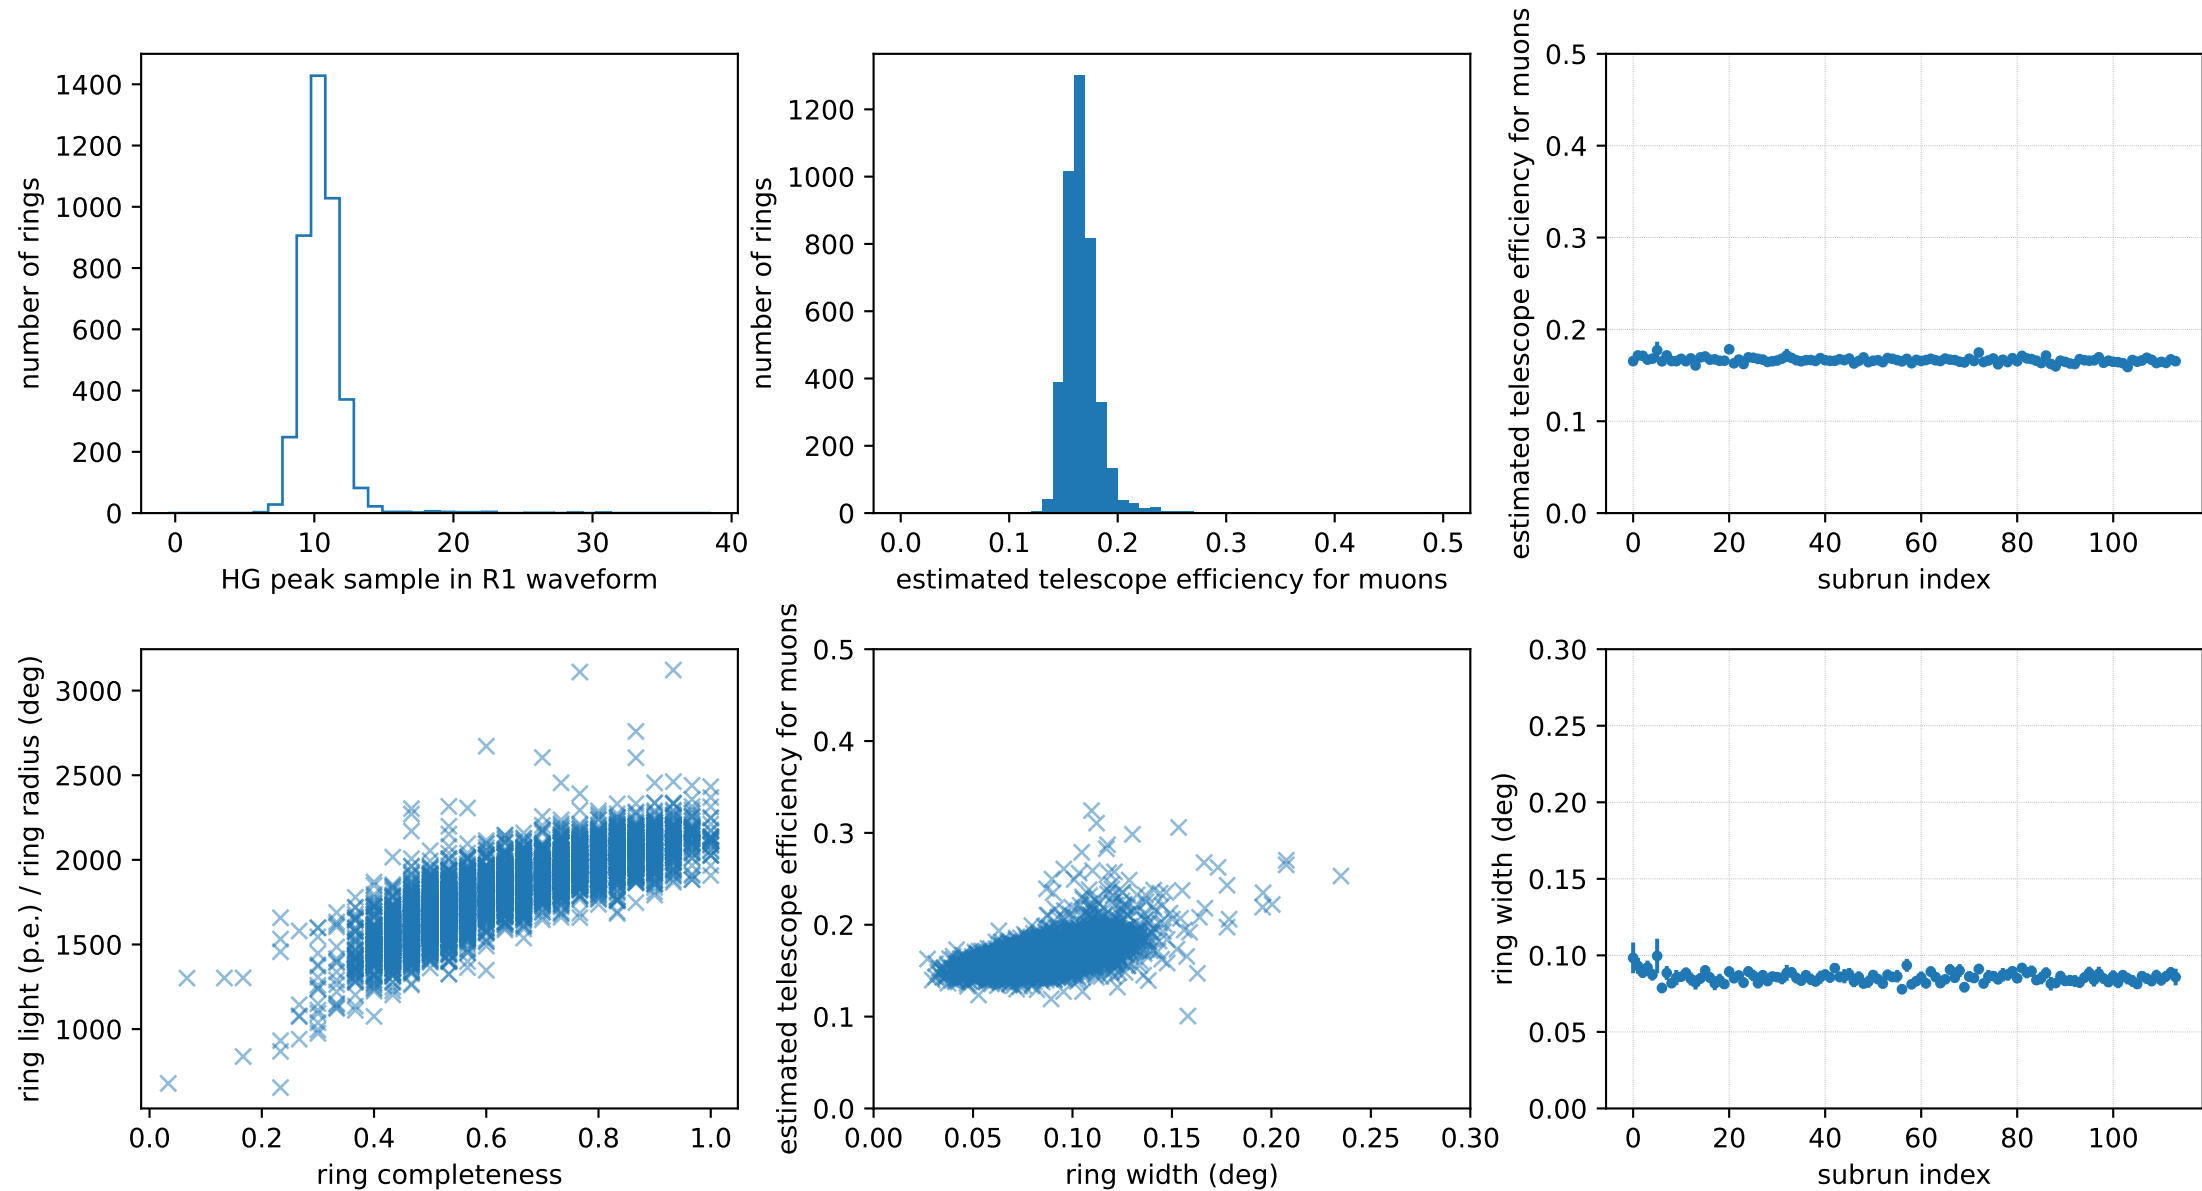 number of rings
1400
1200
1000
800
600
400
200
0
0 10 20 30 40
HG peak sample in R1 waveform
number of rings
1200
1000
800
600
400
200
0
0.0 0.1 0.2 0.3 0.4 0.5
estimated telescope efficiency for muons
estimated telescope efficiency for muons
0.5
0.4
0.3
0.2
0.1
0.0
0 20 40 60 80 100
subrun index
ring light (p.e.) / ring radius (deg)
3000
2500
2000
1500
1000
0.0 0.2 0.4 0.6 0.8 1.0
ring completeness
estimated telescope efficiency for muons
0.5
0.4
0.3
0.2
0.1
0.0
0.00 0.05 0.10 0.15 0.20 0.25 0.30
ring width (deg)
ring width (deg)
0.30
0.25
0.20
0.15
0.10
0.05
0.00
0 20 40 60 80 100
subrun index